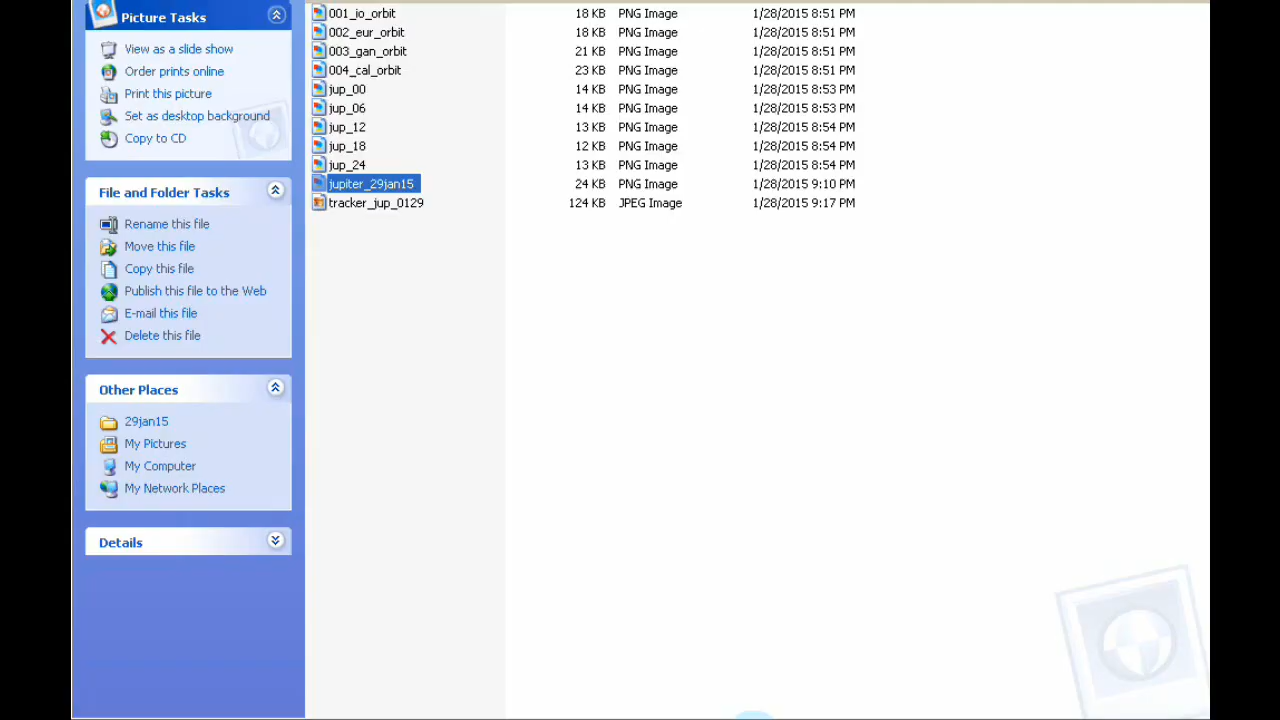 Picture Tasks
View as a slide show
Order prints online
Print this picture
Set as desktop background
Copy to CD
File and Folder Tasks
Rename this file
Move this file
Copy this file
Publish this file to the Web
E-mail this file
Delete this file
Other Places
29jan15
My Pictures
My Computer
My Network Places
Details
001_io_orbit 18 KB PNG Image 1/28/2015 8:51 PM
002_eur_orbit 18 KB PNG Image 1/28/2015 8:51 PM
003_gan_orbit 21 KB PNG Image 1/28/2015 8:51 PM
004_cal_orbit 23 KB PNG Image 1/28/2015 8:51 PM
jup_00 14 KB PNG Image 1/28/2015 8:53 PM
jup_06 14 KB PNG Image 1/28/2015 8:53 PM
jup_12 13 KB PNG Image 1/28/2015 8:54 PM
jup_18 12 KB PNG Image 1/28/2015 8:54 PM
jup_24 13 KB PNG Image 1/28/2015 8:54 PM
jupiter_29jan15 24 KB PNG Image 1/28/2015 9:10 PM
tracker_jup_0129 124 KB JPEG Image 1/28/2015 9:17 PM